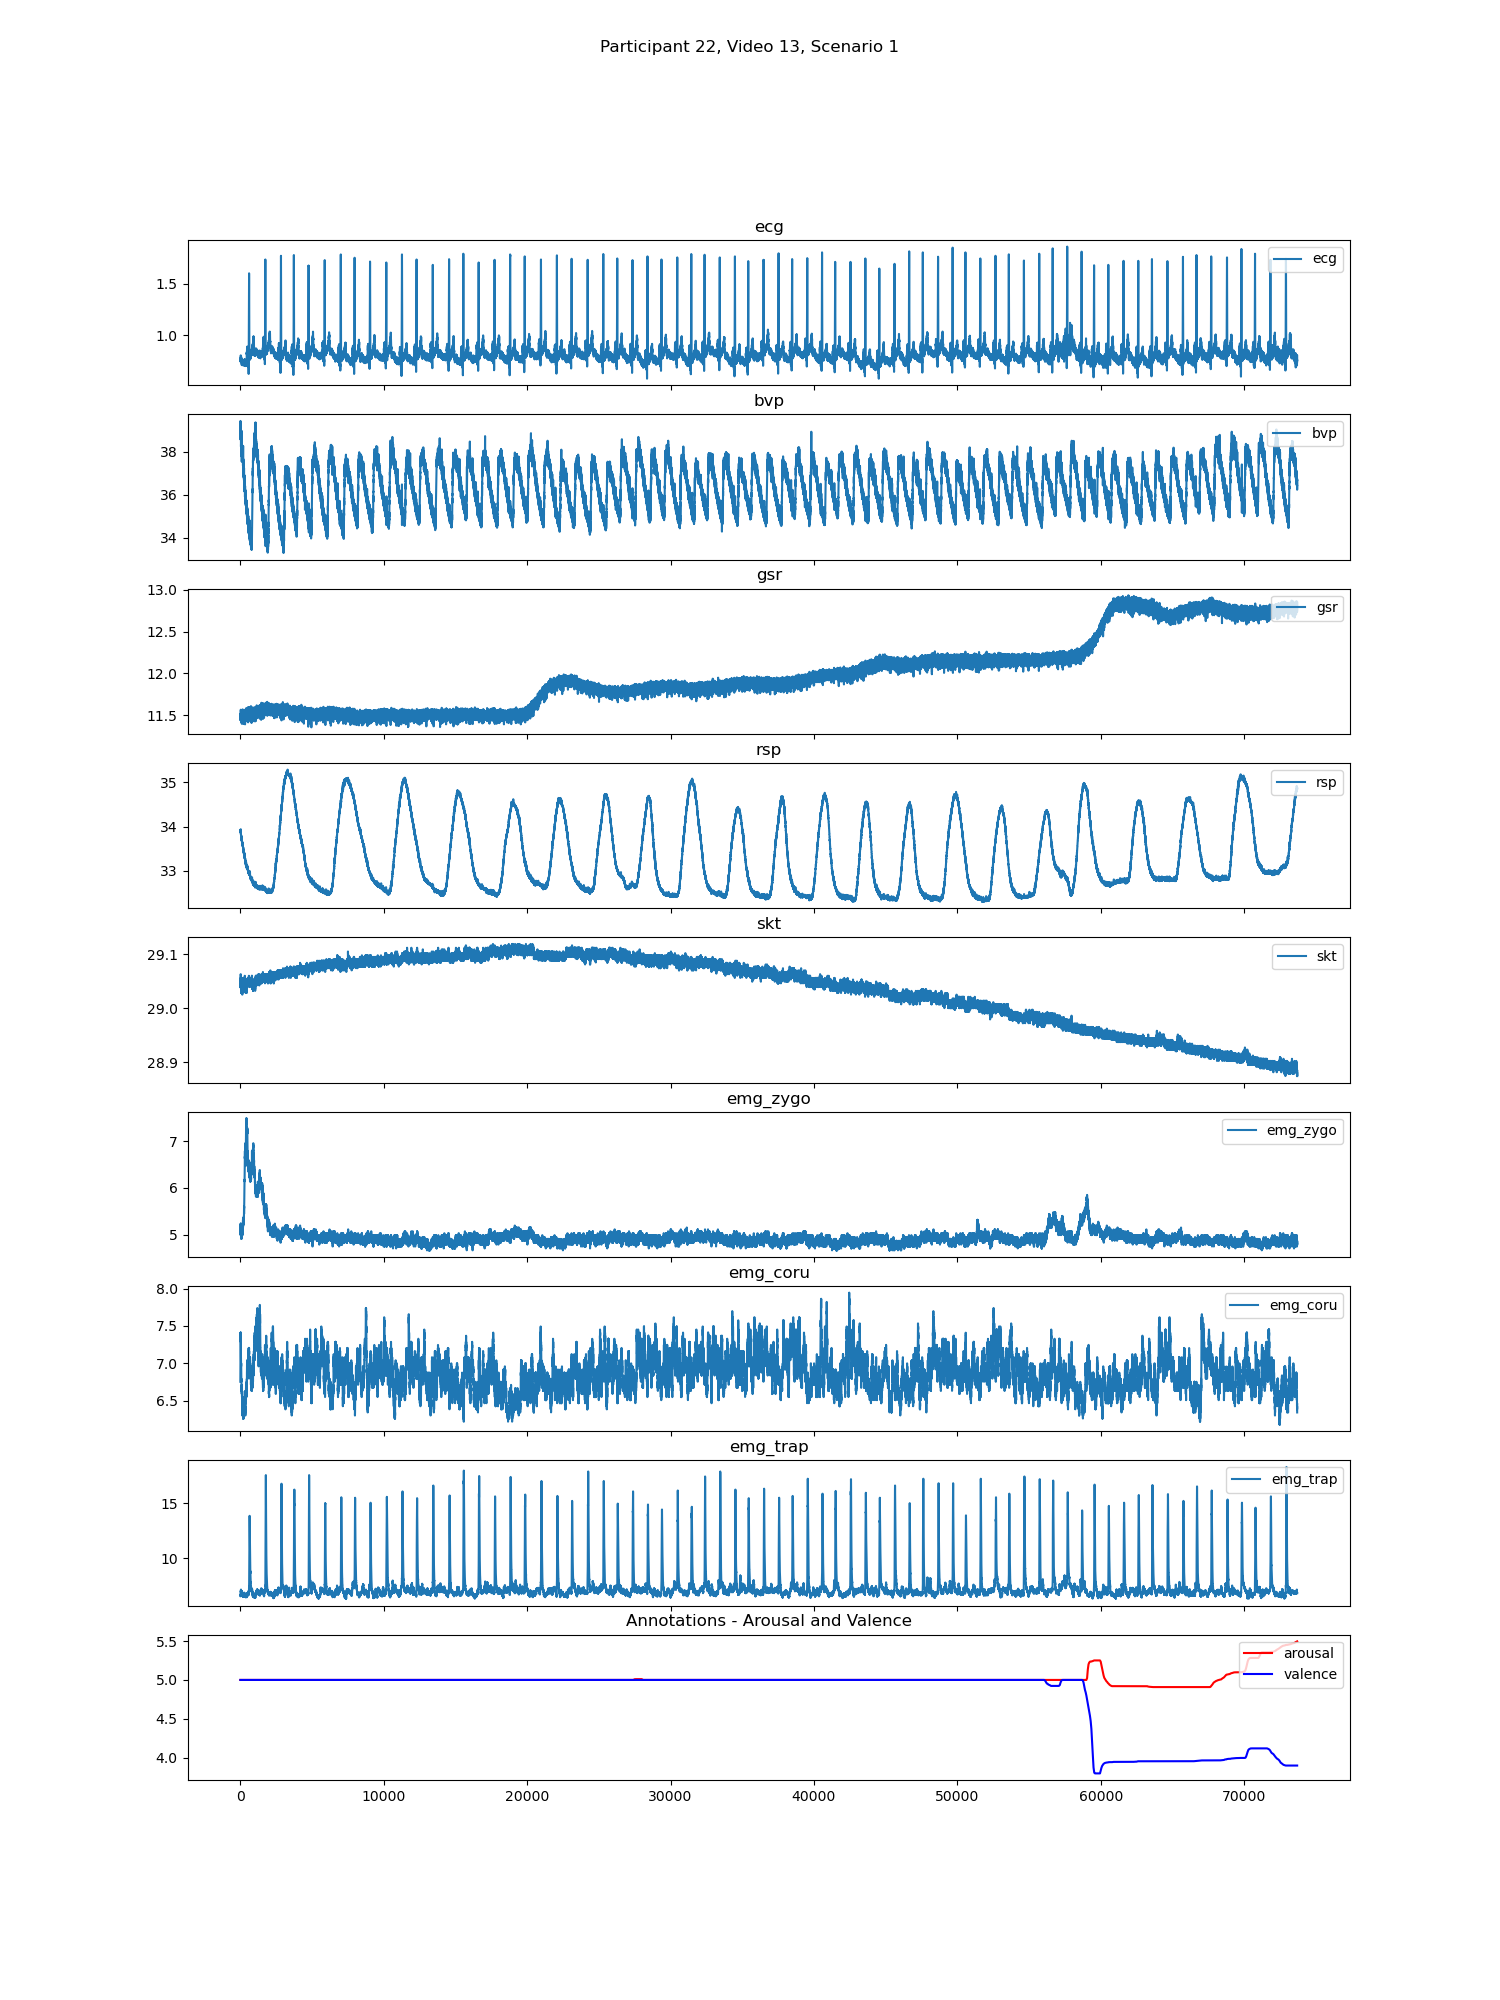 Participant 22, Video 13, Scenario 1
ecg
1.5
1.0
ecg
bvp
38
36
34
bvp
gsr
13.0
12.5
12.0
11.5
gsr
rsp
35
34
33
rsp
skt
29.1
29.0
28.9
skt
emg_zygo
7
6
5
emg_zygo
emg_coru
8.0
7.5
7.0
6.5
emg_coru
emg_trap
15
10
emg_trap
Annotations - Arousal and Valence
5.5
5.0
4.5
4.0
arousal
valence
0 10000 20000 30000 40000 50000 60000 70000